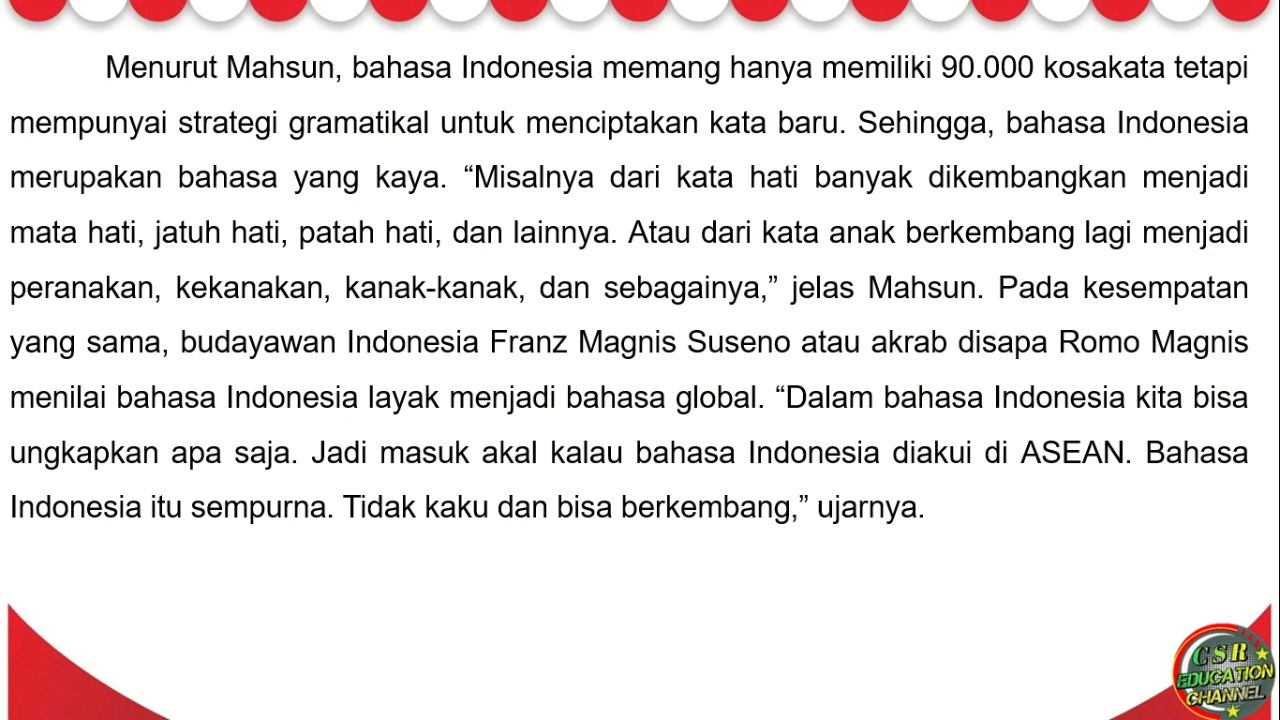 Menurut Mahsun, bahasa Indonesia memang hanya memiliki 90.000 kosakata tetapi
mempunyai strategi gramatikal untuk menciptakan kata baru. Sehingga, bahasa Indonesia
merupakan bahasa yang kaya. “Misalnya dari kata hati banyak dikembangkan menjadi
mata hati, jatuh hati, patah hati, dan lainnya. Atau dari kata anak berkembang lagi menjadi
peranakan, kekanakan, kanak-kanak, dan sebagainya,” jelas Mahsun. Pada kesempatan
yang sama, budayawan Indonesia Franz Magnis Suseno atau akrab disapa Romo Magnis
menilai bahasa Indonesia layak menjadi bahasa global. “Dalam bahasa Indonesia kita bisa
ungkapkan apa saja. Jadi masuk akal kalau bahasa Indonesia diakui di ASEAN. Bahasa
Indonesia itu sempurna. Tidak kaku dan bisa berkembang,” ujarnya.
CSR
EDUCATION
CHANNEL